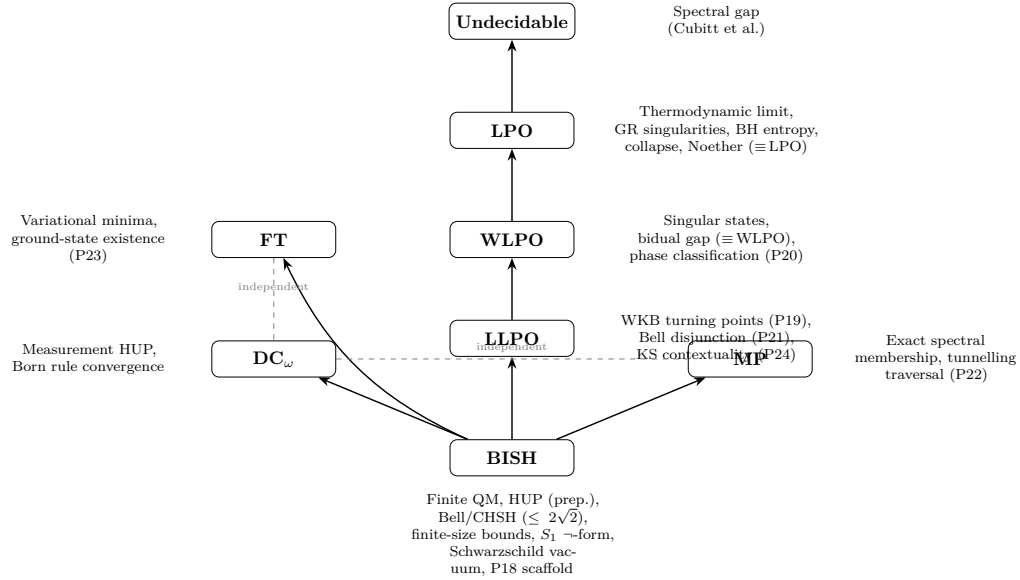 Undecidable
Spectral gap
(Cubitt et al.)
LPO
Thermodynamic limit,
GR singularities, BH entropy,
collapse, Noether (≡ LPO)
Variational minima,
ground-state existence
(P23)
FT
WLPO
Singular states,
bidual gap (≡ WLPO),
phase classification (P20)
independent
LLPO
independent
WKB turning points (P19),
Bell disjunction (P21),
KS contextuality (P24)
Measurement HUP,
Born rule convergence
DC_ω
MP
Exact spectral
membership, tunnelling
traversal (P22)
BISH
Finite QM, HUP (prep.),
Bell/CHSH (≤ 2√2),
finite-size bounds, S₁ ¬-form,
Schwarzschild vac-
uum, P18 scaffold